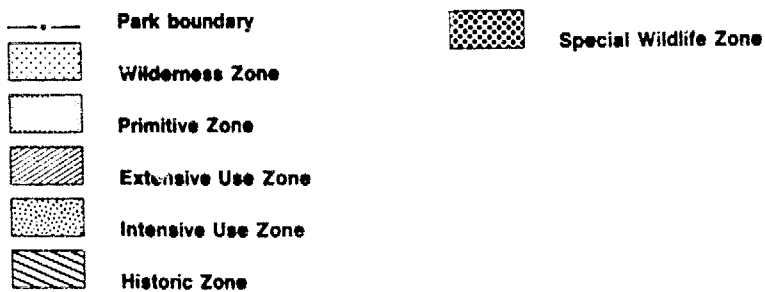 Park boundary
Special Wildlife Zone
Wilderness Zone
Primitive Zone
Extensive Use Zone
Intensive Use Zone
Historic Zone